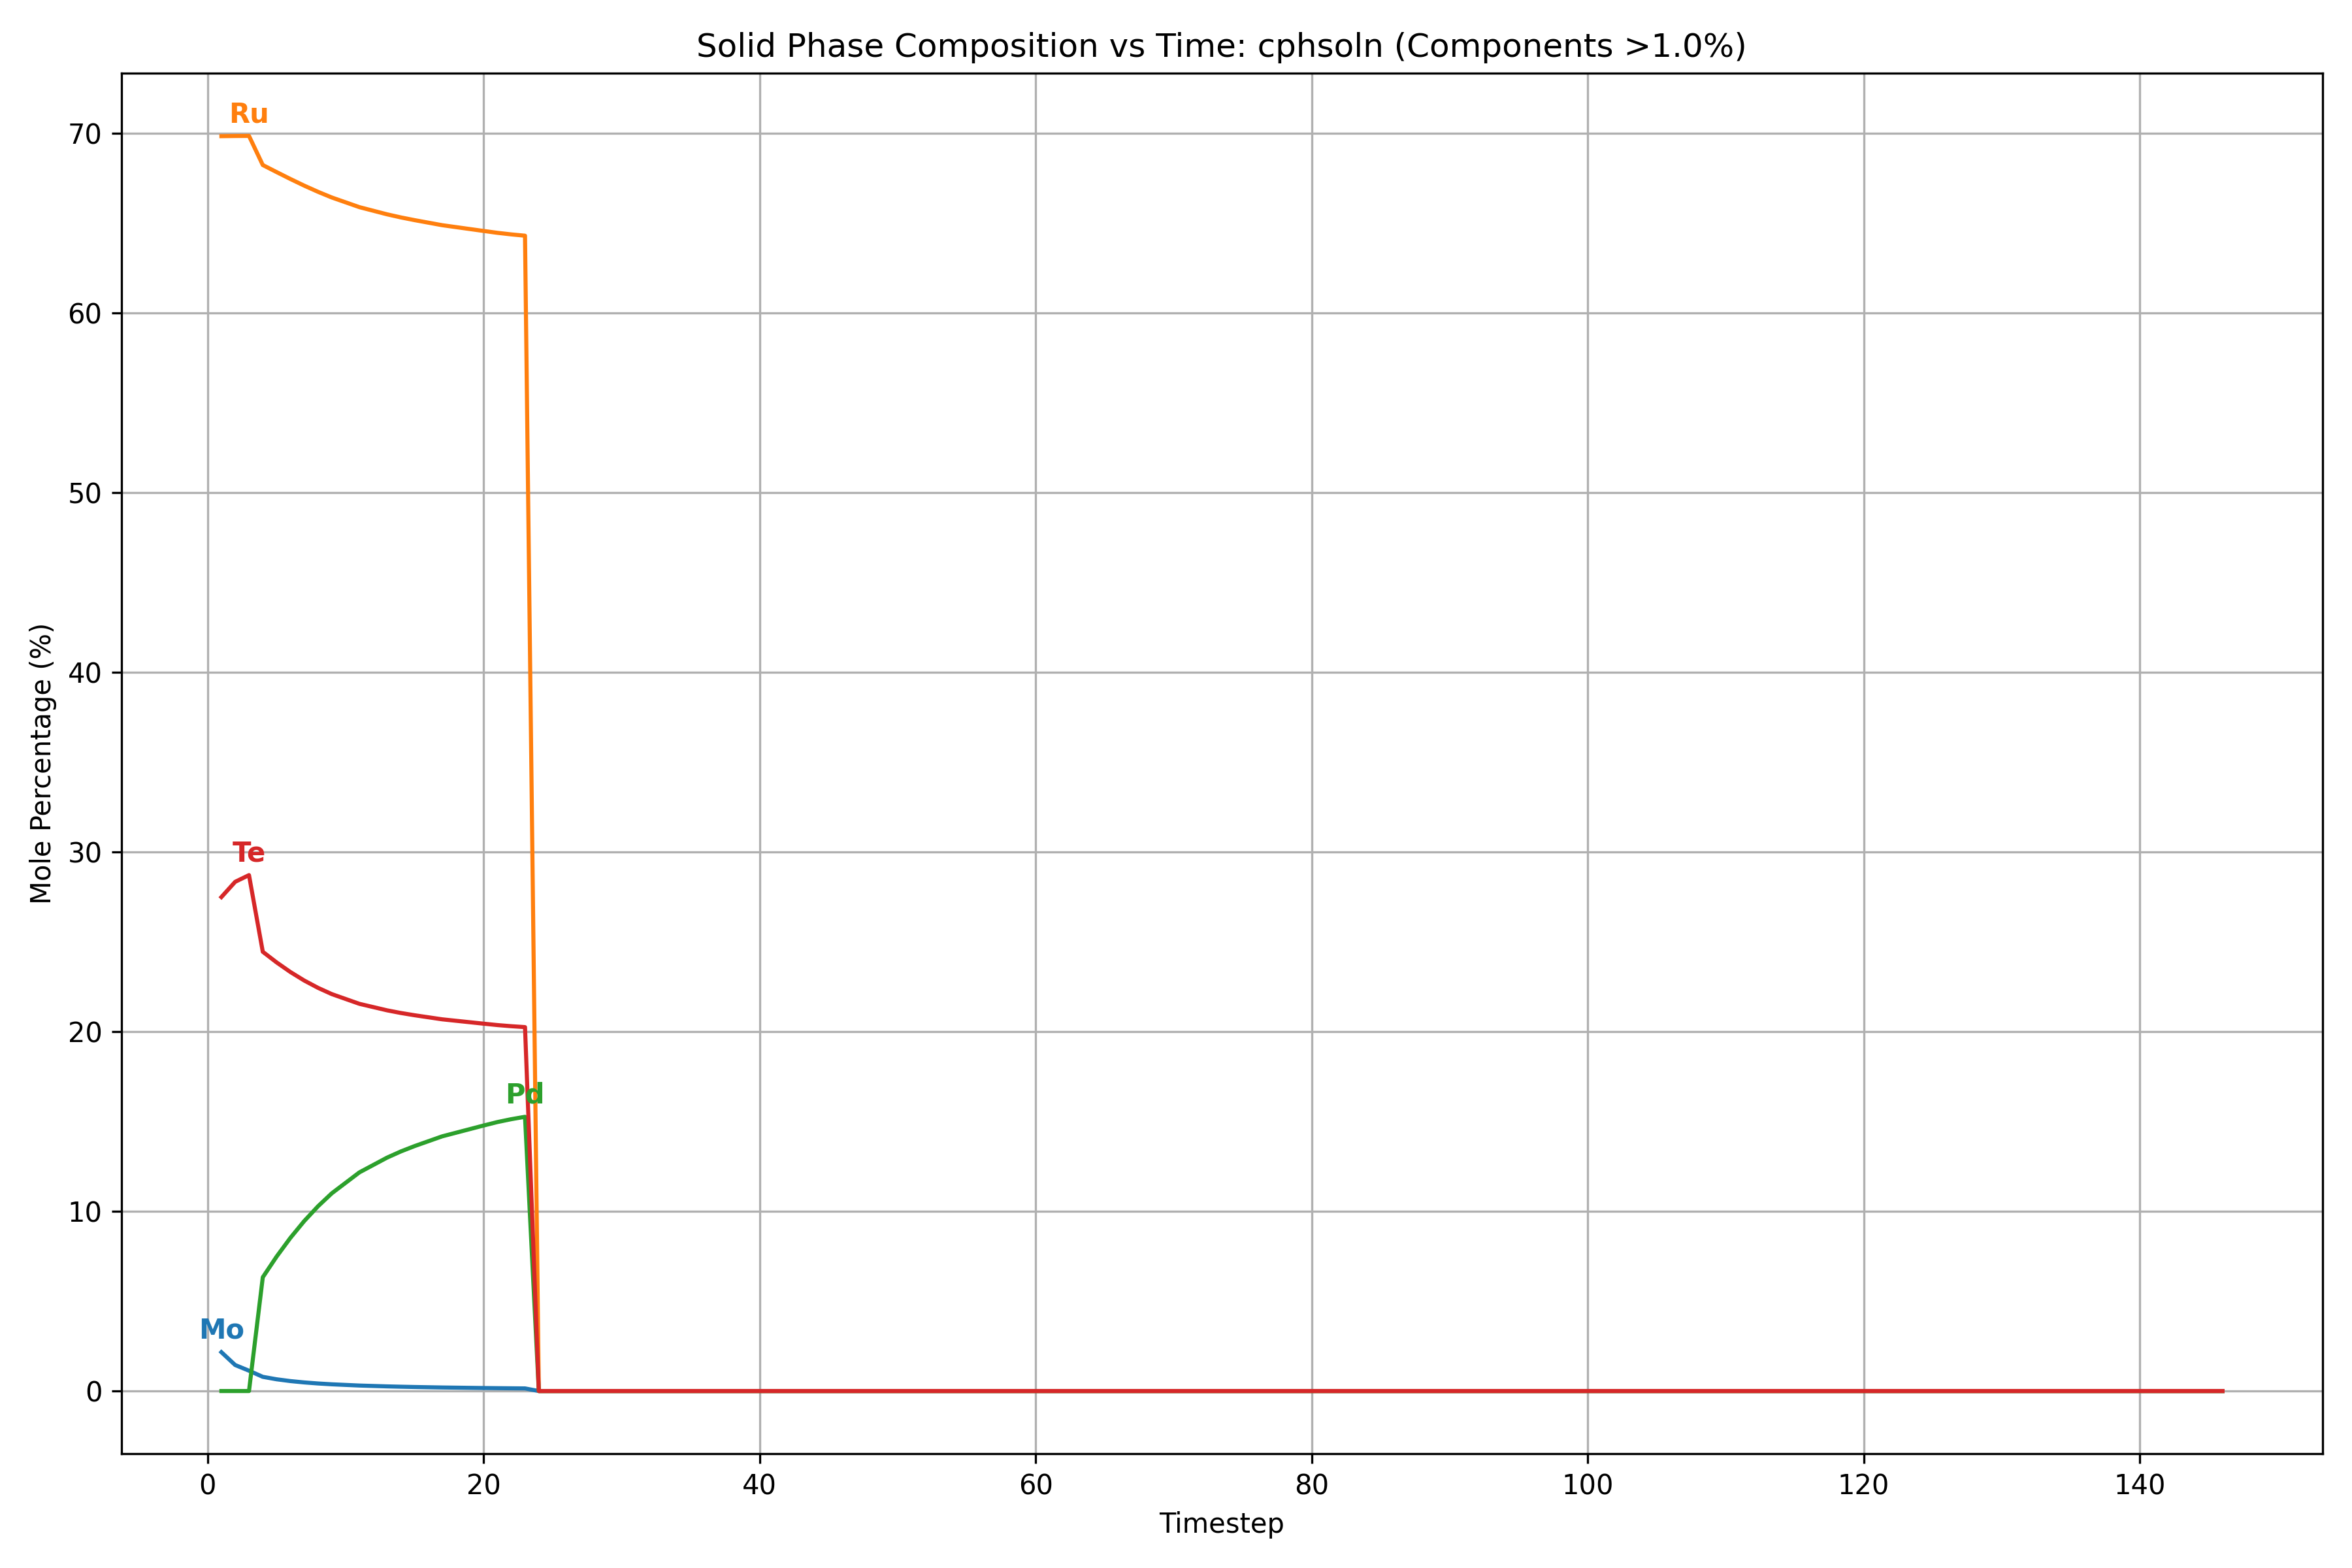 Solid Phase Composition vs Time: cphsoln (Components >1.0%)
Mole Percentage (%)
70
60
50
40
30
20
10
0
Ru
Te
Pd
Mo
0 20 40 60 80 100 120 140
Timestep